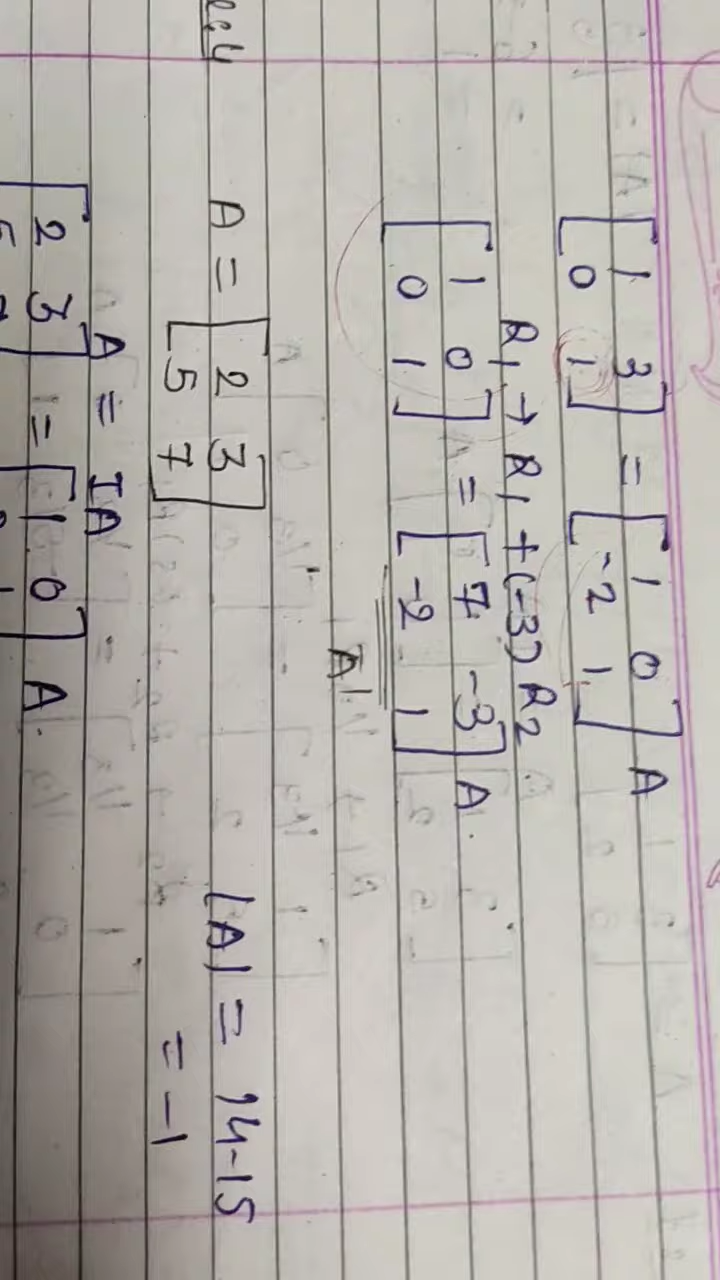 [1 3
0 1] = [1 0
-2 1] A
R1 → R1 + (-3) R2
[1 0
0 1] = [7 -3
-2 1] A.
A
A = [2 3
5 7] |A| = 14-15
= -1
A = IA
[2 3 = [1 0 A.